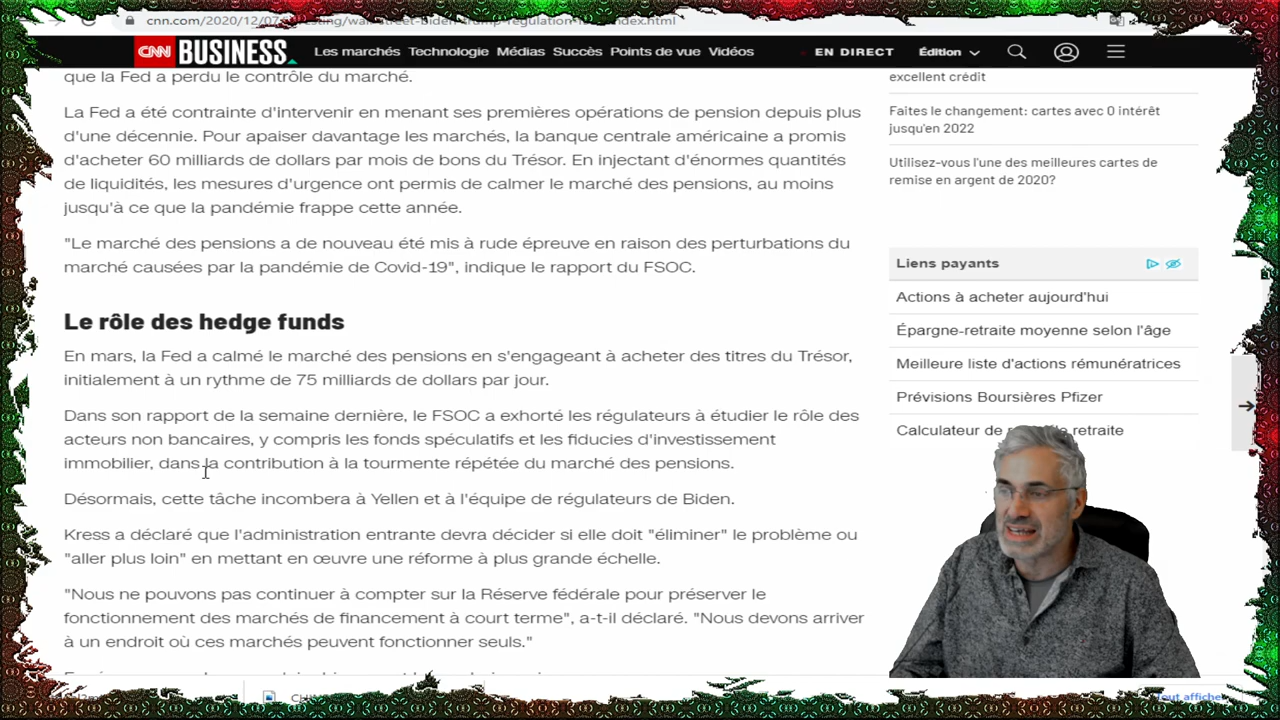 cnn.com/2020/12/07/
CNN BUSINESS
Les marchés Technologie Médias Succès Points de vue Vidéos
EN DIRECT
Édition
que la Fed a perdu le contrôle du marché.
La Fed a été contrainte d'intervenir en menant ses premières opérations de pension depuis plus
d'une décennie. Pour apaiser davantage les marchés, la banque centrale américaine a promis
d'acheter 60 milliards de dollars par mois de bons du Trésor. En injectant d'énormes quantités
de liquidités, les mesures d'urgence ont permis de calmer le marché des pensions, au moins
jusqu'à ce que la pandémie frappe cette année.
"Le marché des pensions a de nouveau été mis à rude épreuve en raison des perturbations du
marché causées par la pandémie de Covid-19", indique le rapport du FSOC.
Le rôle des hedge funds
En mars, la Fed a calmé le marché des pensions en s'engageant à acheter des titres du Trésor,
initialement à un rythme de 75 milliards de dollars par jour.
Dans son rapport de la semaine dernière, le FSOC a exhorté les régulateurs à étudier le rôle des
acteurs non bancaires, y compris les fonds spéculatifs et les fiducies d'investissement
immobilier, dans la contribution à la tourmente répétée du marché des pensions.
Désormais, cette tâche incombera à Yellen et à l'équipe de régulateurs de Biden.
Kress a déclaré que l'administration entrante devra décider si elle doit "éliminer" le problème ou
"aller plus loin" en mettant en œuvre une réforme à plus grande échelle.
"Nous ne pouvons pas continuer à compter sur la Réserve fédérale pour préserver le
fonctionnement des marchés de financement à court terme", a-t-il déclaré. "Nous devons arriver
à un endroit où ces marchés peuvent fonctionner seuls."
excellent crédit
Faites le changement: cartes avec 0 intérêt
jusqu'en 2022
Utilisez-vous l'une des meilleures cartes de
remise en argent de 2020?
Liens payants
Actions à acheter aujourd'hui
Épargne-retraite moyenne selon l'âge
Meilleure liste d'actions rémunératrices
Prévisions Boursières Pfizer
Calculateur de retraite
tout affiche